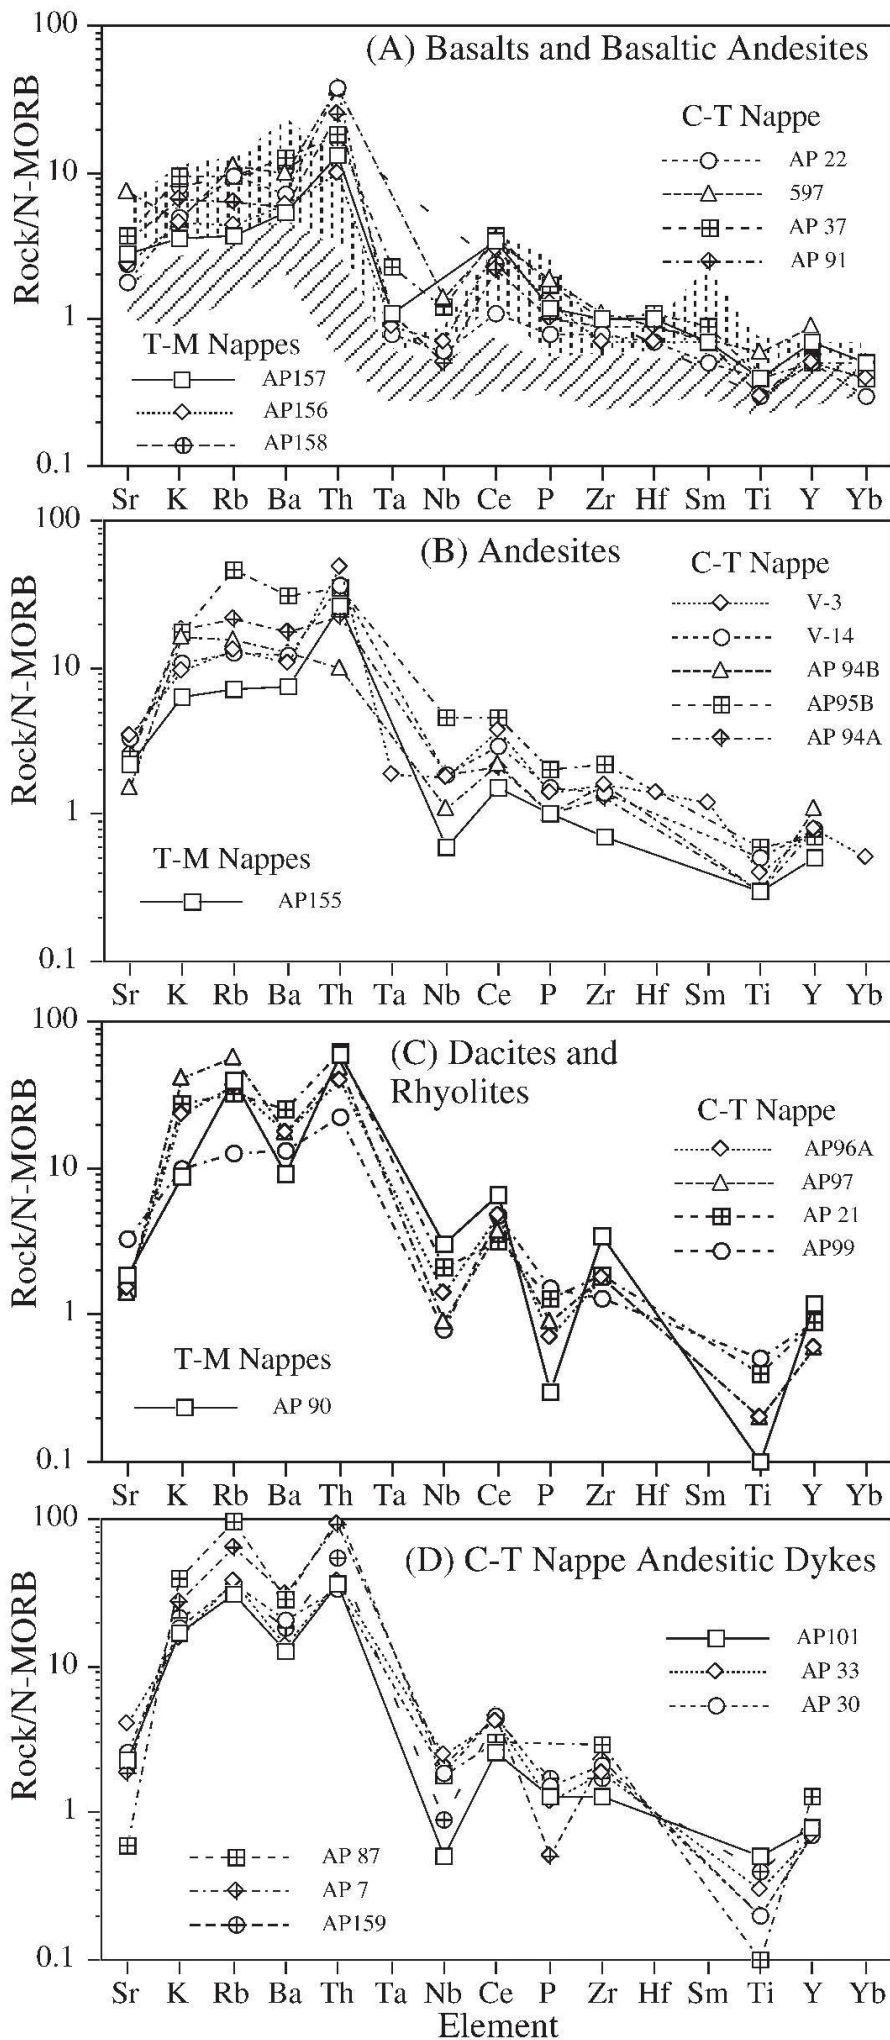 100
(A) Basalts and Basaltic Andesites
Rock/N-MORB
C-T Nappe
AP 22
597
AP 37
AP 91
10
1
T-M Nappes
AP157
AP156
AP158
0.1
Sr K Rb Ba Th Ta Nb Ce P Zr Hf Sm Ti Y Yb
100
(B) Andesites
Rock/N-MORB
C-T Nappe
V-3
V-14
AP 94B
AP95B
AP 94A
10
1
T-M Nappes
AP155
0.1
Sr K Rb Ba Th Ta Nb Ce P Zr Hf Sm Ti Y Yb
100
(C) Dacites and
Rhyolites
Rock/N-MORB
C-T Nappe
AP96A
AP97
AP 21
AP99
10
1
T-M Nappes
AP 90
0.1
Sr K Rb Ba Th Ta Nb Ce P Zr Hf Sm Ti Y Yb
100
(D) C-T Nappe Andesitic Dykes
Rock/N-MORB
AP101
AP 33
AP 30
10
1
AP 87
AP 7
AP159
0.1
Sr K Rb Ba Th Ta Nb Ce P Zr Hf Sm Ti Y Yb
Element